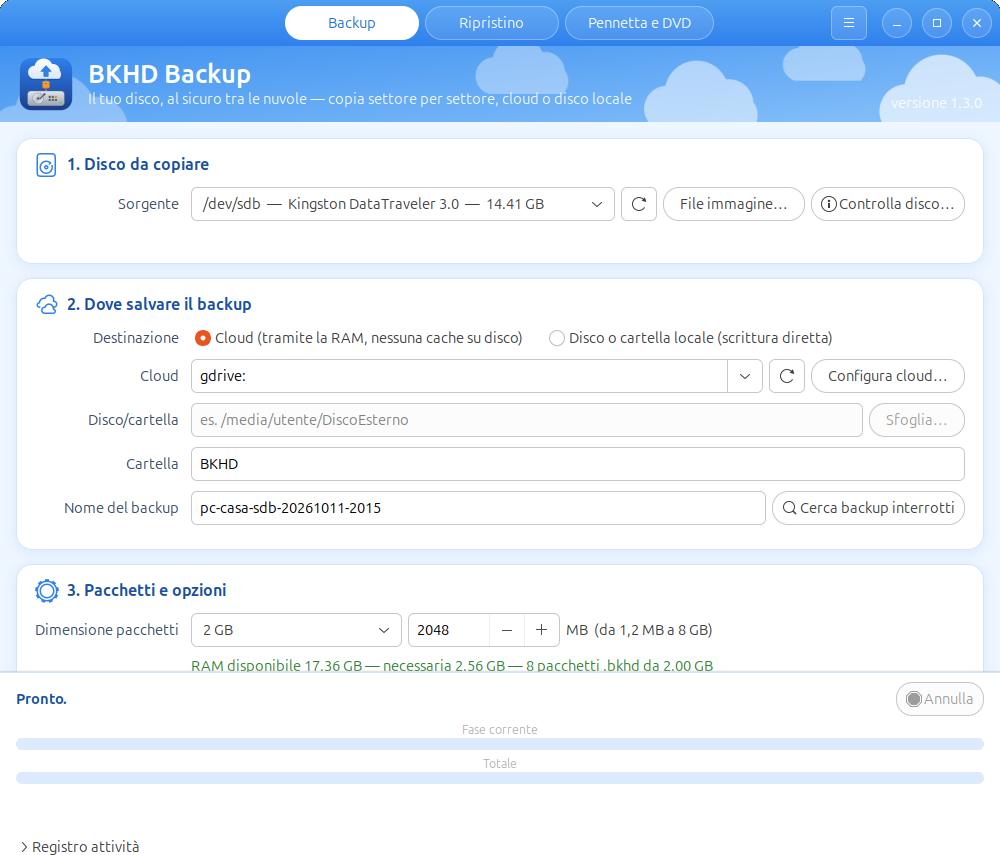 Backup
Ripristino
Pennetta e DVD
BKHD Backup
Il tuo disco, al sicuro tra le nuvole — copia settore per settore, cloud o disco locale
versione 1.3.0
1. Disco da copiare
Sorgente /dev/sdb — Kingston DataTraveler 3.0 — 14.41 GB File immagine... Controlla disco...
2. Dove salvare il backup
Destinazione Cloud (tramite la RAM, nessuna cache su disco) Disco o cartella locale (scrittura diretta)
Cloud gdrive: Configura cloud...
Disco/cartella es. /media/utente/DiscoEsterno Sfoglia...
Cartella BKHD
Nome del backup pc-casa-sdb-20261011-2015 Cerca backup interrotti
3. Pacchetti e opzioni
Dimensione pacchetti 2 GB 2048 − + MB (da 1,2 MB a 8 GB)
RAM disponibile 17.36 GB — necessaria 2.56 GB — 8 pacchetti .bkhd da 2.00 GB
Pronto. Annulla
Fase corrente
Totale
Registro attività